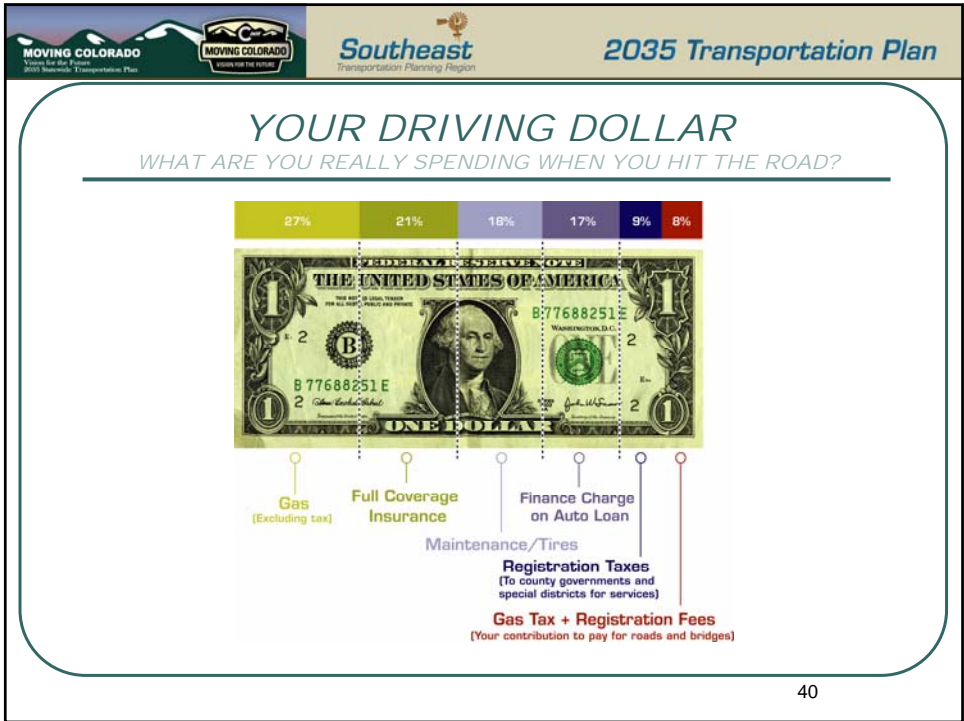 MOVING COLORADO
Vision for the Future
2035 Statewide Transportation Plan
MOVING COLORADO
VISION FOR THE FUTURE
Southeast
Transportation Planning Region
2035 Transportation Plan
YOUR DRIVING DOLLAR
WHAT ARE YOU REALLY SPENDING WHEN YOU HIT THE ROAD?
27% 21% 18% 17% 9% 8%
FEDERAL RESERVE NOTE
THE UNITED STATES OF AMERICA
1 1
B 77688251 E
WASHINGTON, D.C.
2 B ONE 2
B 77688251 E
2 2
1 ONE DOLLAR 1
Gas
(Excluding tax)
Full Coverage
Insurance
Maintenance/Tires
Finance Charge
on Auto Loan
Registration Taxes
(To county governments and
special districts for services)
Gas Tax + Registration Fees
(Your contribution to pay for roads and bridges)
40